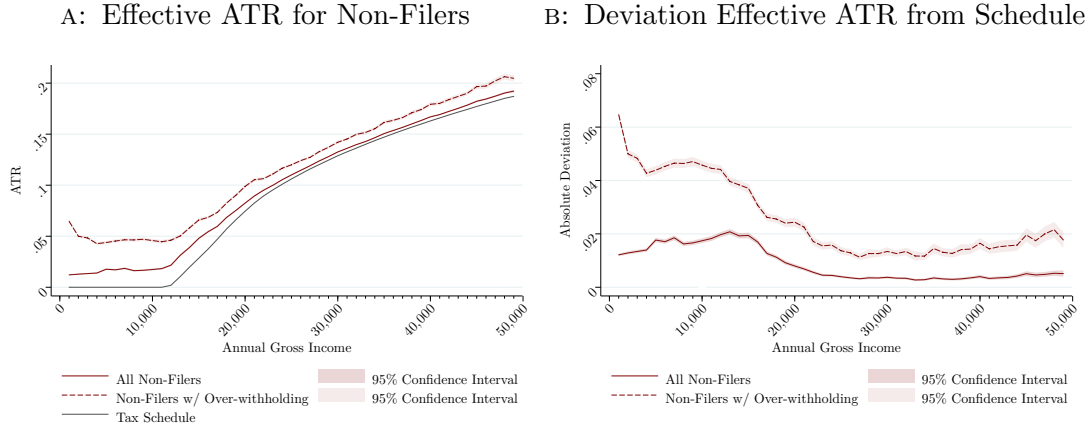 A: Effective ATR for Non-Filers
ATR
.2
.15
.1
.05
0
0
10,000
20,000
30,000
40,000
50,000
Annual Gross Income
All Non-Filers
95% Confidence Interval
Non-Filers w/ Over-withholding
95% Confidence Interval
Tax Schedule
B: Deviation Effective ATR from Schedule
Absolute Deviation
.08
.06
.04
.02
0
0
10,000
20,000
30,000
40,000
50,000
Annual Gross Income
All Non-Filers
95% Confidence Interval
Non-Filers w/ Over-withholding
95% Confidence Interval